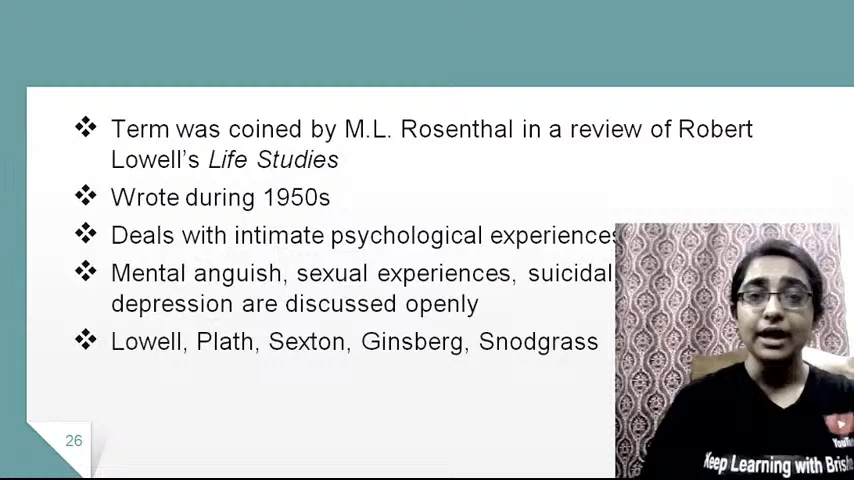 Term was coined by M.L. Rosenthal in a review of Robert
Lowell's Life Studies
Wrote during 1950s
Deals with intimate psychological experiences
Mental anguish, sexual experiences, suicidal
depression are discussed openly
Lowell, Plath, Sexton, Ginsberg, Snodgrass
26
Keep Learning with